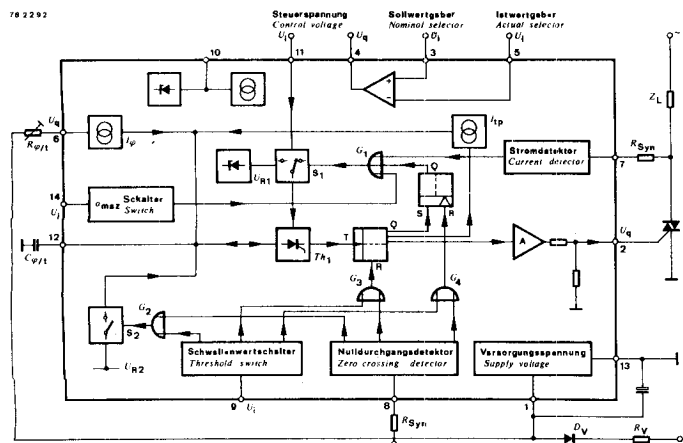 78 2292
Steuerspannung
Control voltage
Sollwertgeber
Nominal selector
Istwertgeber
Actual selector
Ui
Uq
Ui
Ui
10
11
4
3
5
~
+
-
ZL
Uq
6
Rφ/t
Iφ
Itp
G1
Stromdetektor
Current detector
RSyn
7
UR1
S1
Q
S R
14
Ui
αmax Schalter
Switch
12
Cφ/t
Th1
T
Q
R
A
Uq
2
G3
G4
G2
S2
UR2
Schwellenwertschalter
Threshold switch
Nulldurchgangsdetektor
Zero crossing detector
Versorgungsspannung
Supply voltage
13
9
Ui
8
1
RSyn
DV
RV